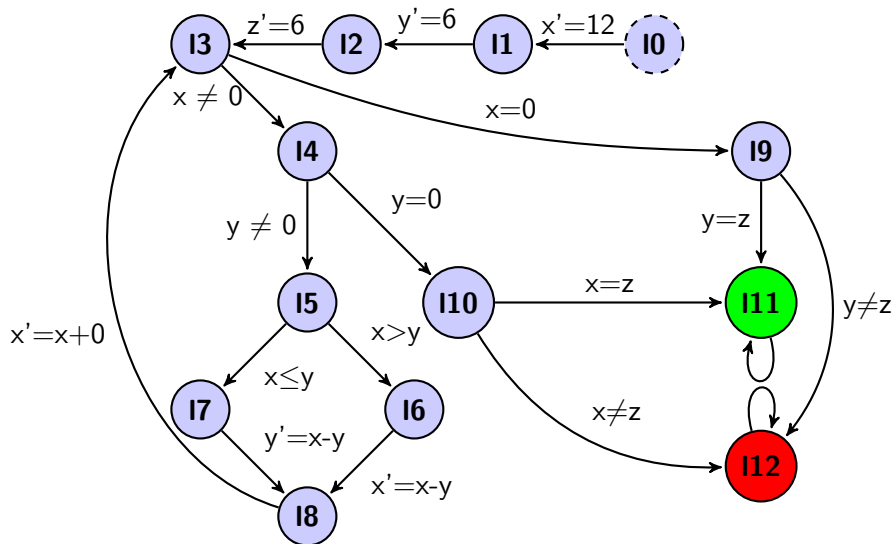 l3
z'=6
l2
y'=6
l1
x'=12
l0
x ≠ 0
x=0
l4
l9
y ≠ 0
y=0
y=z
l5
l10
x=z
l11
x'=x+0
x>y
y≠z
x≤y
l7
l6
y'=x-y
x≠z
l12
x'=x-y
l8